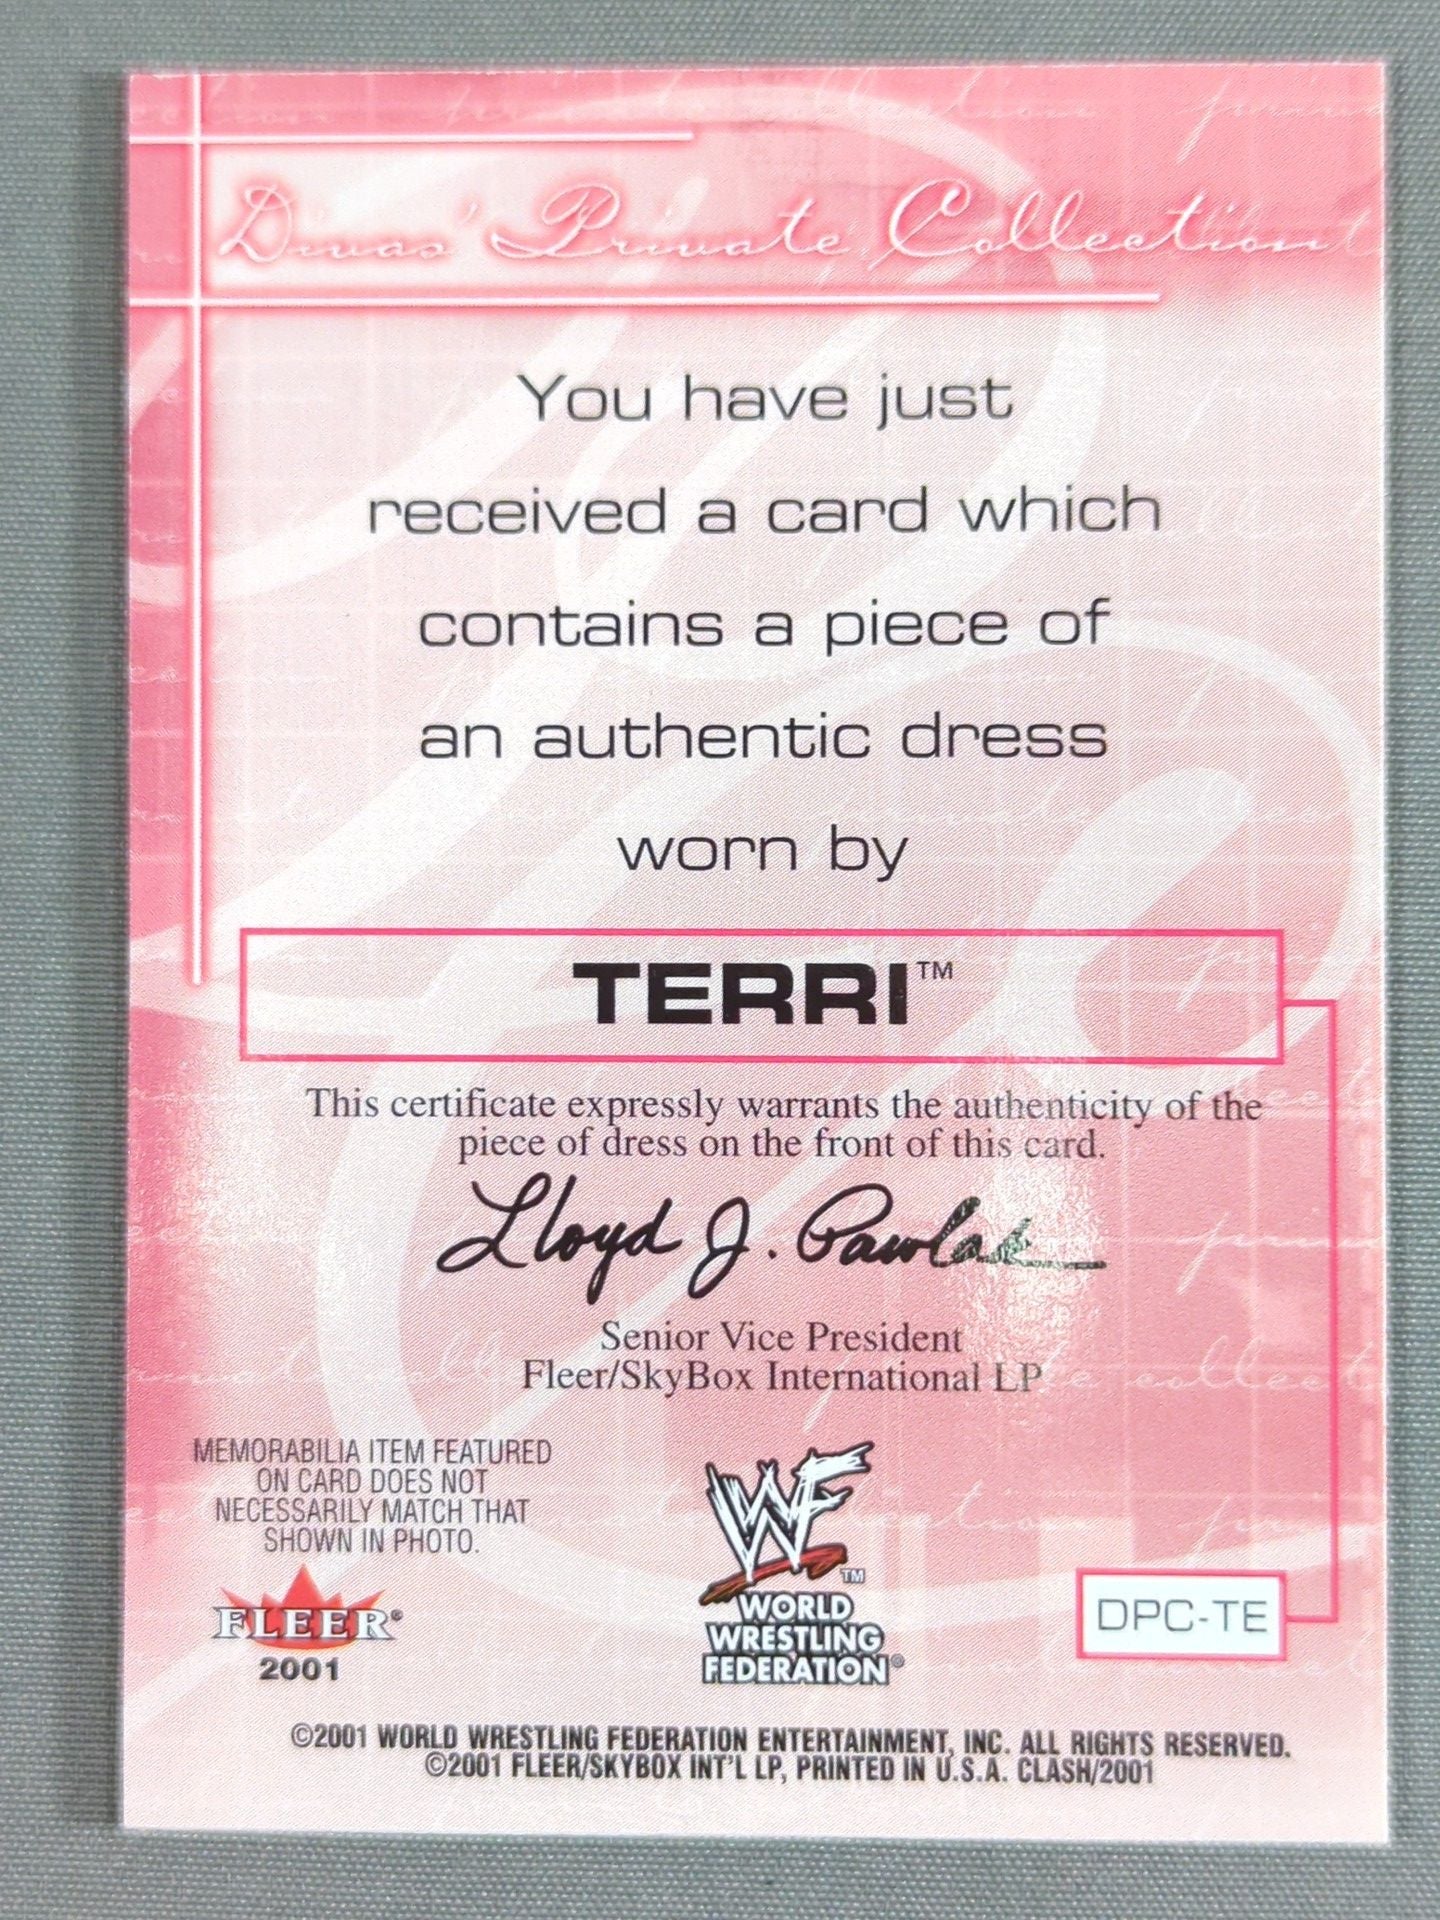 Divas' Private Collection
You have just
received a card which
contains a piece of
an authentic dress
worn by
TERRI™
This certificate expressly warrants the authenticity of the
piece of dress on the front of this card.
Lloyd J. Pawlak
Senior Vice President
Fleer/SkyBox International LP
MEMORABILIA ITEM FEATURED
ON CARD DOES NOT
NECESSARILY MATCH THAT
SHOWN IN PHOTO.
FLEER®
2001
WF™
WORLD
WRESTLING
FEDERATION®
DPC-TE
©2001 WORLD WRESTLING FEDERATION ENTERTAINMENT, INC. ALL RIGHTS RESERVED.
©2001 FLEER/SKYBOX INT'L LP, PRINTED IN U.S.A. CLASH/2001